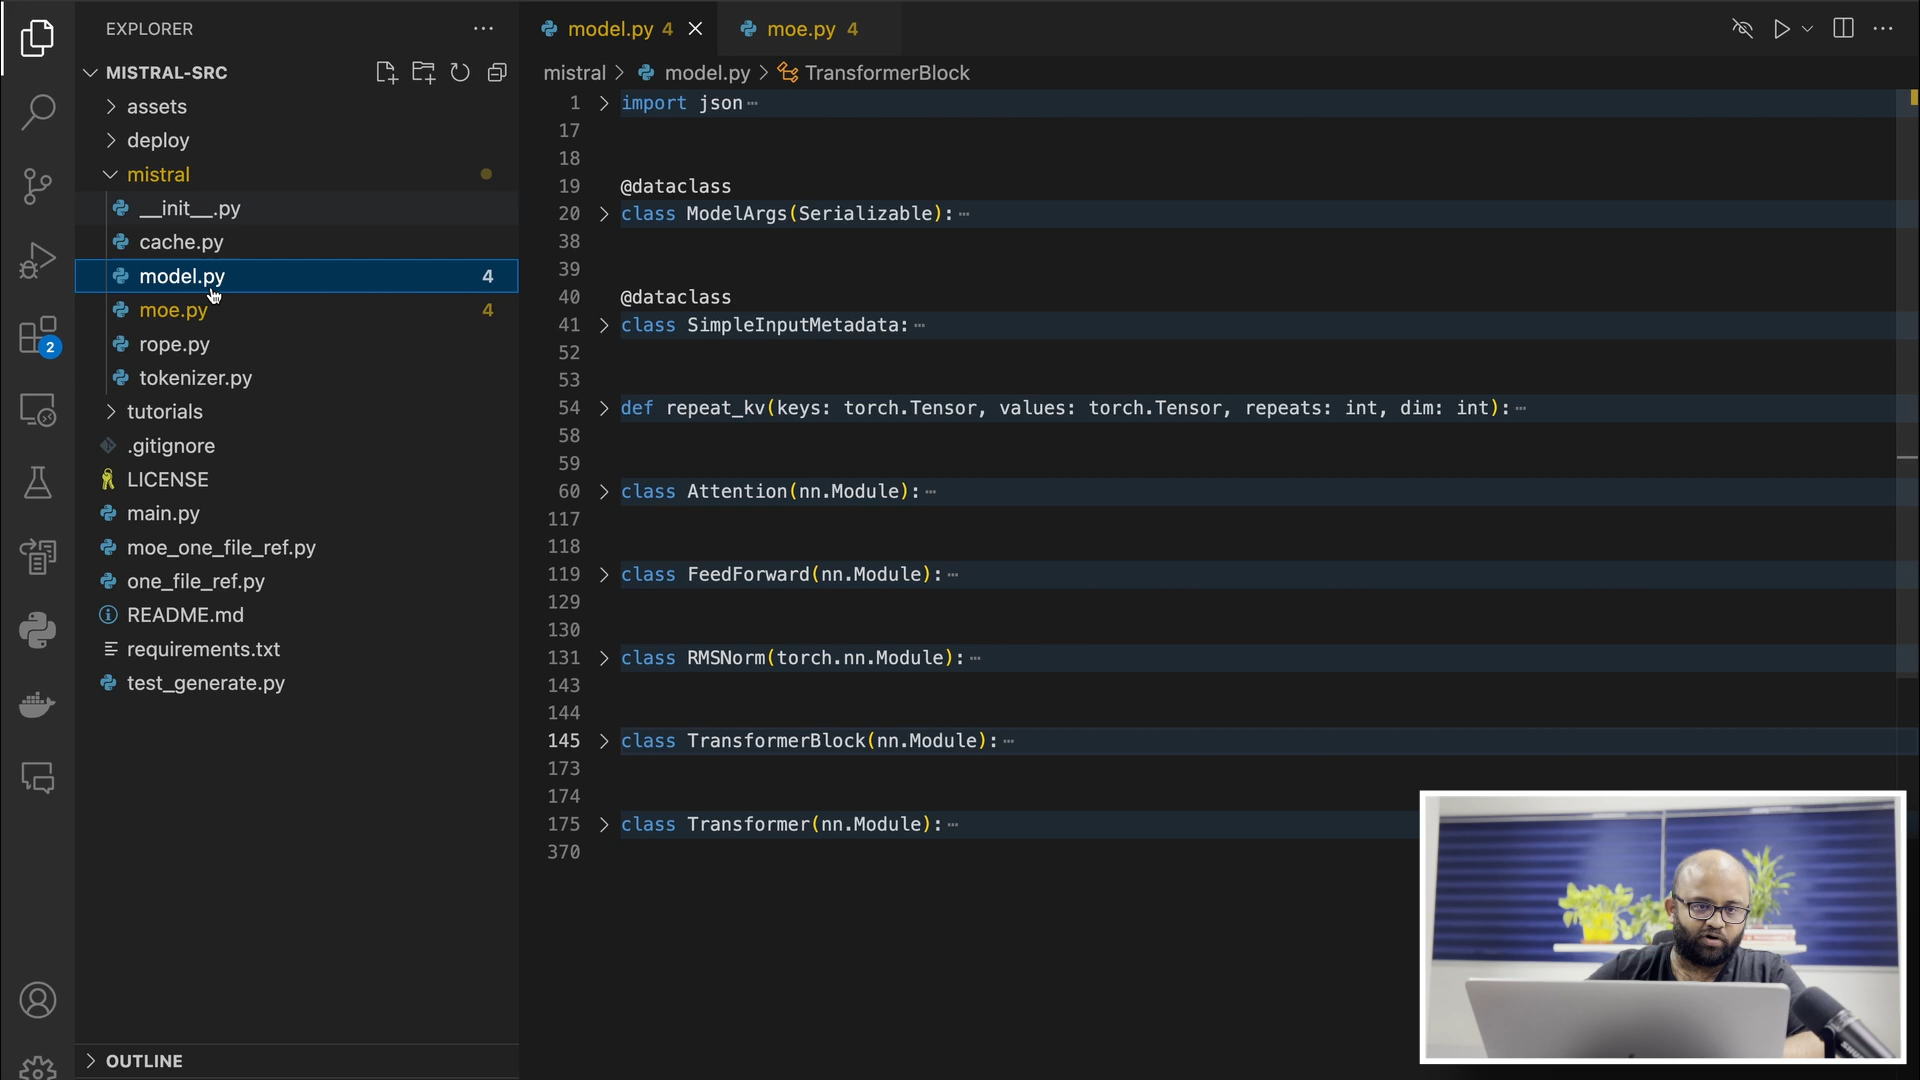 EXPLORER
MISTRAL-SRC
assets
deploy
mistral
__init__.py
cache.py
model.py 4
moe.py 4
rope.py
tokenizer.py
tutorials
.gitignore
LICENSE
main.py
moe_one_file_ref.py
one_file_ref.py
README.md
requirements.txt
test_generate.py
OUTLINE
2
model.py 4
moe.py 4
mistral > model.py > TransformerBlock
1 import json
17
18
19 @dataclass
20 class ModelArgs(Serializable):
38
39
40 @dataclass
41 class SimpleInputMetadata:
52
53
54 def repeat_kv(keys: torch.Tensor, values: torch.Tensor, repeats: int, dim: int):
58
59
60 class Attention(nn.Module):
117
118
119 class FeedForward(nn.Module):
129
130
131 class RMSNorm(torch.nn.Module):
143
144
145 class TransformerBlock(nn.Module):
173
174
175 class Transformer(nn.Module):
370